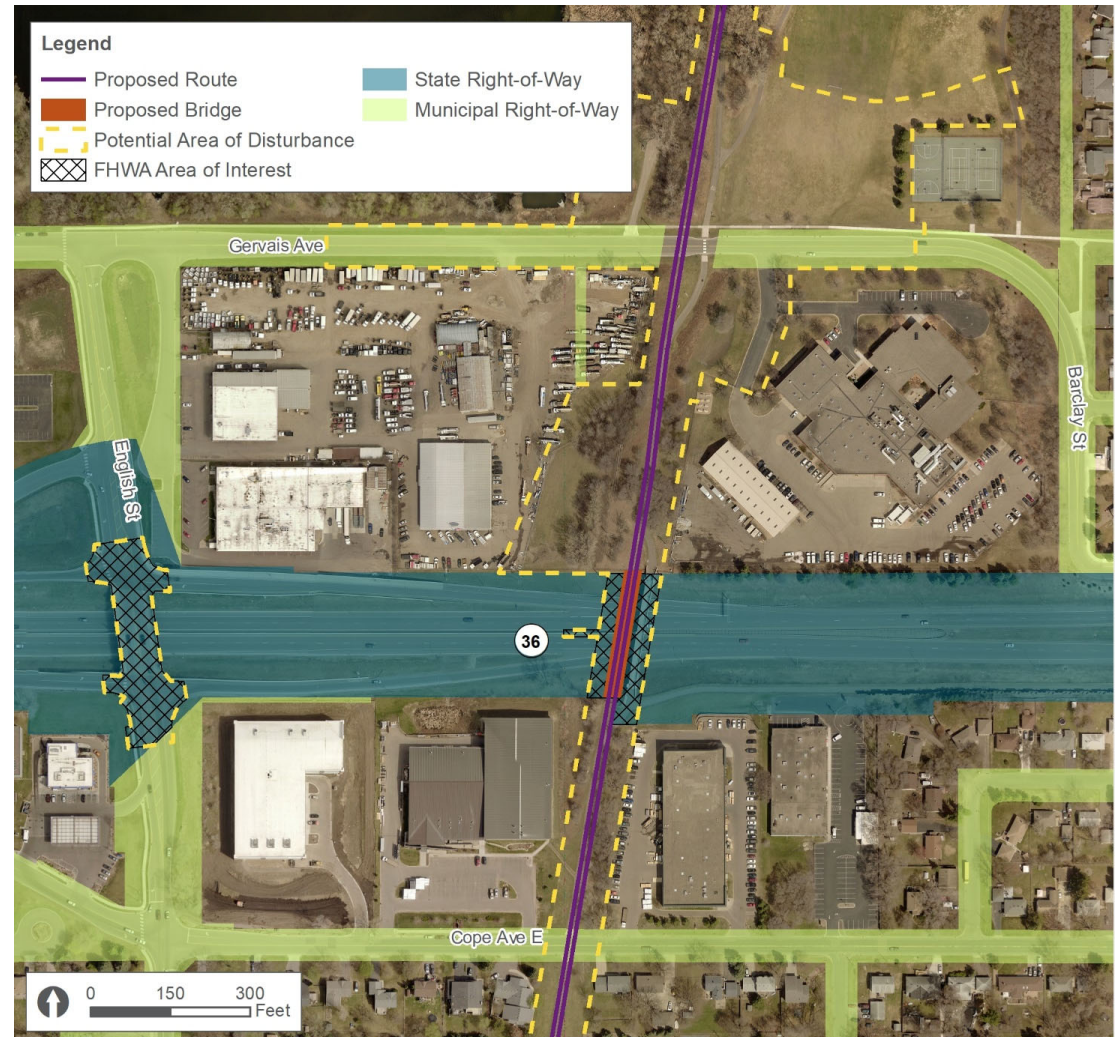 Legend
Proposed Route
Proposed Bridge
Potential Area of Disturbance
FHWA Area of Interest
State Right-of-Way
Municipal Right-of-Way
Gervais Ave
English St
Barclay St
36
Cope Ave E
0 150 300
Feet